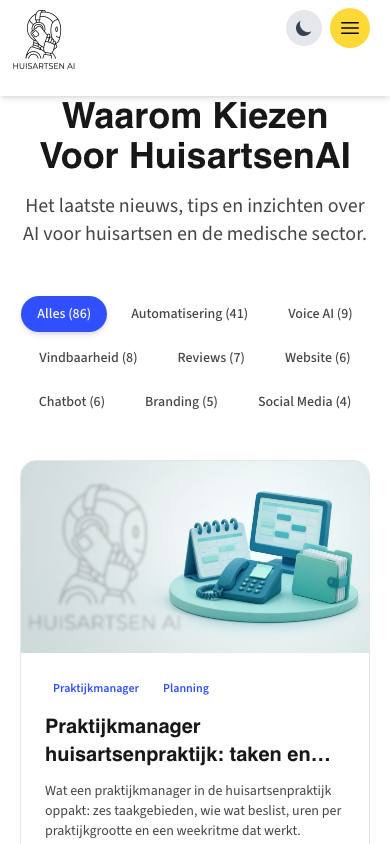 HUISARTSEN AI
Waarom Kiezen
Voor HuisartsenAI
Het laatste nieuws, tips en inzichten over
AI voor huisartsen en de medische sector.
Alles (86)
Automatisering (41)
Voice AI (9)
Vindbaarheid (8)
Reviews (7)
Website (6)
Chatbot (6)
Branding (5)
Social Media (4)
HUISARTSEN AI
Praktijkmanager
Planning
Praktijkmanager
huisartsenpraktijk: taken en...
Wat een praktijkmanager in de huisartsenpraktijk
oppakt: zes taakgebieden, wie wat beslist, uren per
praktijkgrootte en een weekritme dat werkt.